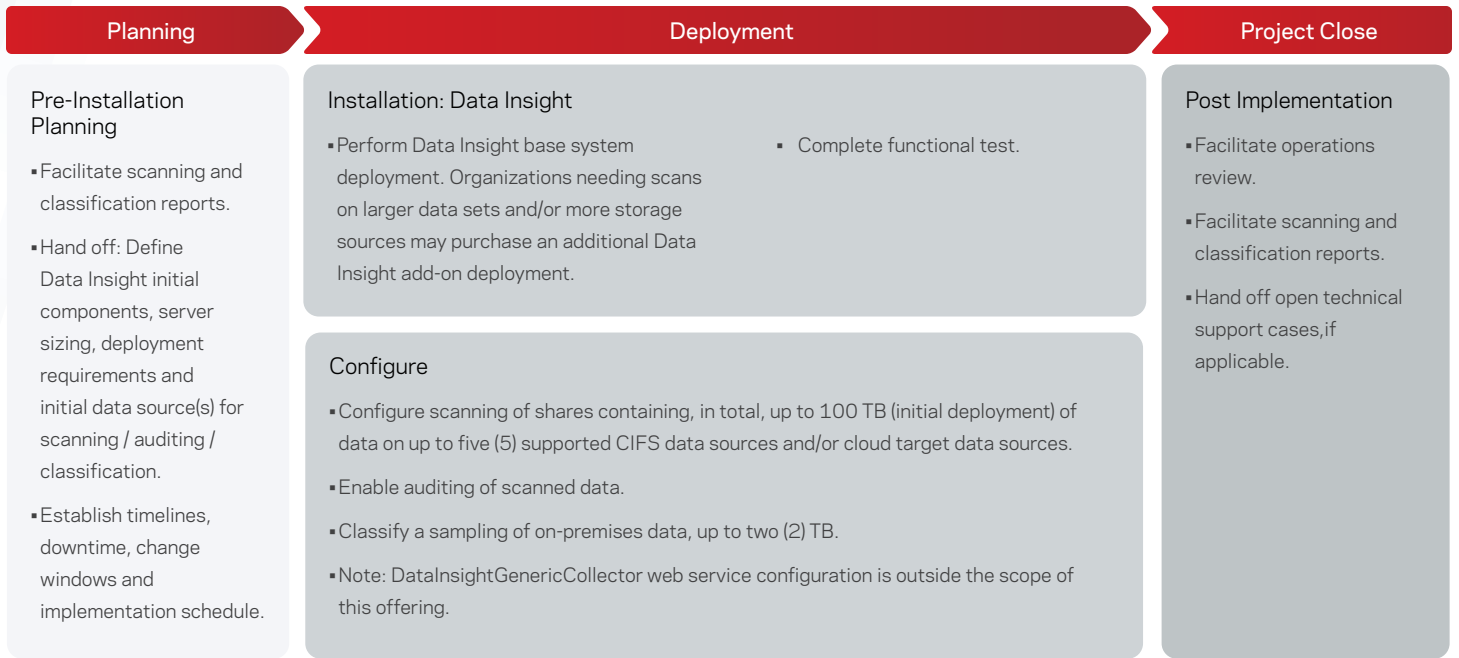 Planning
Deployment
Project Close
Pre-Installation
Planning
▪Facilitate scanning and
classification reports.
▪Hand off: Define
Data Insight initial
components, server
sizing, deployment
requirements and
initial data source(s) for
scanning / auditing /
classification.
▪Establish timelines,
downtime, change
windows and
implementation schedule.
Installation: Data Insight
▪Perform Data Insight base system
deployment. Organizations needing scans
on larger data sets and/or more storage
sources may purchase an additional Data
Insight add-on deployment.
▪ Complete functional test.
Configure
▪Configure scanning of shares containing, in total, up to 100 TB (initial deployment) of
data on up to five (5) supported CIFS data sources and/or cloud target data sources.
▪Enable auditing of scanned data.
▪Classify a sampling of on-premises data, up to two (2) TB.
▪Note: DataInsightGenericCollector web service configuration is outside the scope of
this offering.
Post Implementation
▪Facilitate operations
review.
▪Facilitate scanning and
classification reports.
▪Hand off open technical
support cases,if
applicable.